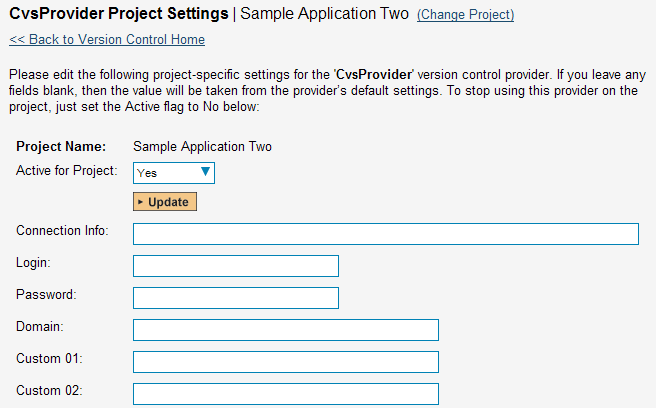 CvsProvider Project Settings | Sample Application Two (Change Project)
<< Back to Version Control Home
Please edit the following project-specific settings for the 'CvsProvider' version control provider. If you leave any
fields blank, then the value will be taken from the provider's default settings. To stop using this provider on the
project, just set the Active flag to No below:
Project Name: Sample Application Two
Active for Project: Yes
Update
Connection Info:
Login:
Password:
Domain:
Custom 01:
Custom 02: